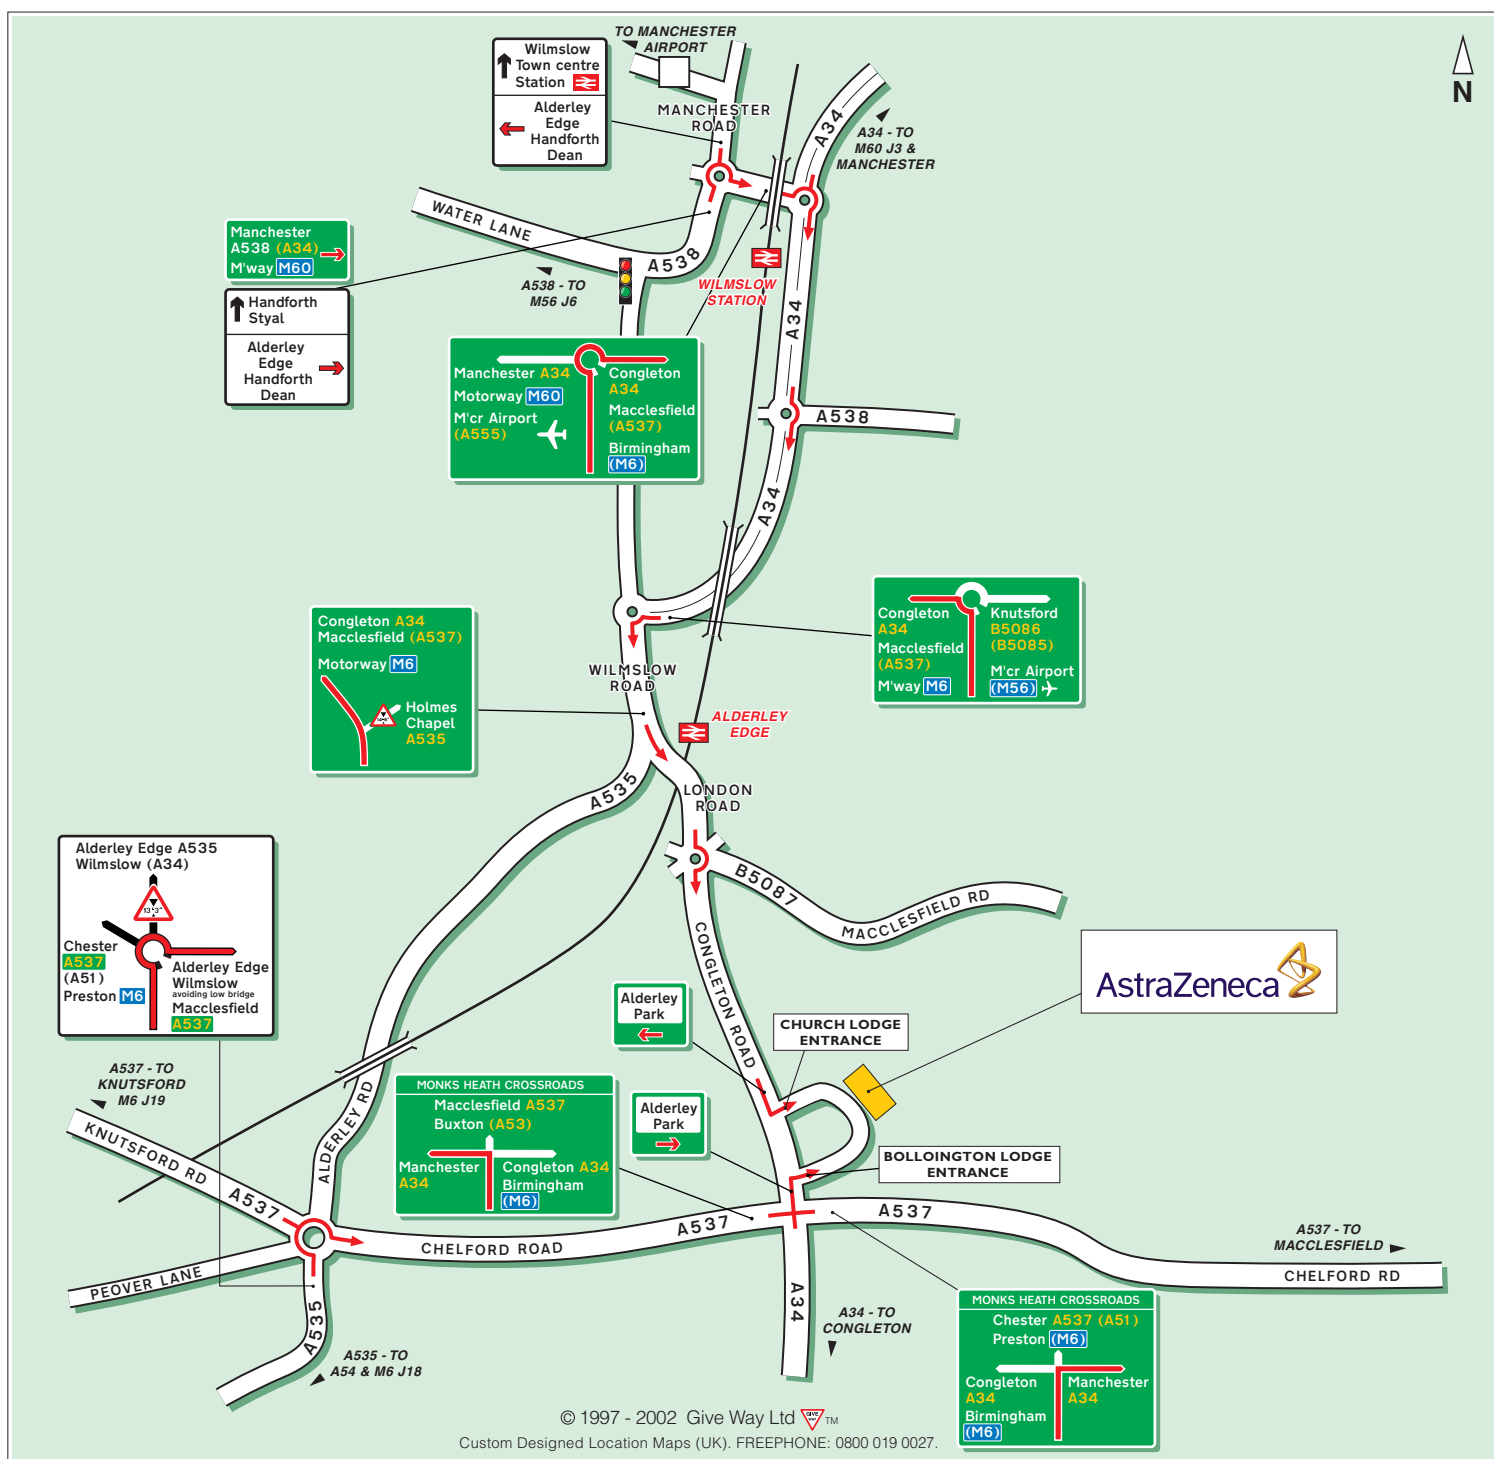 TO MANCHESTER
AIRPORT
N
Wilmslow
Town centre
Station
Alderley
Edge
Handforth
Dean
MANCHESTER
ROAD
A34
A34 - TO
M60 J3 &
MANCHESTER
WATER LANE
A538
A538 - TO
M56 J6
WILMSLOW
STATION
Manchester
A538 (A34)
M'way M60
Handforth
Styal
Alderley
Edge
Handforth
Dean
A34
Manchester A34
Motorway M60
M'cr Airport
(A555)
Congleton
A34
Macclesfield
(A537)
Birmingham
(M6)
A538
A34
Congleton
A34
Macclesfield
(A537)
M'way M6
Knutsford
B5086
(B5085)
M'cr Airport
(M56)
Congleton A34
Macclesfield (A537)
Motorway M6
Holmes
Chapel
A535
WILMSLOW
ROAD
ALDERLEY
EDGE
A535
LONDON
ROAD
B5087
MACCLESFIELD RD
Alderley Edge A535
Wilmslow (A34)
13'-3"
Chester
A537
(A51)
Preston M6
Alderley Edge
Wilmslow
avoiding low bridge
Macclesfield
A537
CONGLETON ROAD
AstraZeneca
Alderley
Park
CHURCH LODGE
ENTRANCE
A537 - TO
KNUTSFORD
M6 J19
KNUTSFORD RD
A537
ALDERLEY RD
MONKS HEATH CROSSROADS
Macclesfield A537
Buxton (A53)
Manchester
A34
Congleton A34
Birmingham
(M6)
Alderley
Park
BOLLOINGTON LODGE
ENTRANCE
CHELFORD ROAD
A537
A537
A537 - TO
MACCLESFIELD
CHELFORD RD
PEOVER LANE
A535
A535 - TO
A54 & M6 J18
A34
A34 - TO
CONGLETON
MONKS HEATH CROSSROADS
Chester A537 (A51)
Preston (M6)
Congleton
A34
Birmingham
(M6)
Manchester
A34
© 1997 - 2002 Give Way Ltd GIVE WAY TM
Custom Designed Location Maps (UK). FREEPHONE: 0800 019 0027.